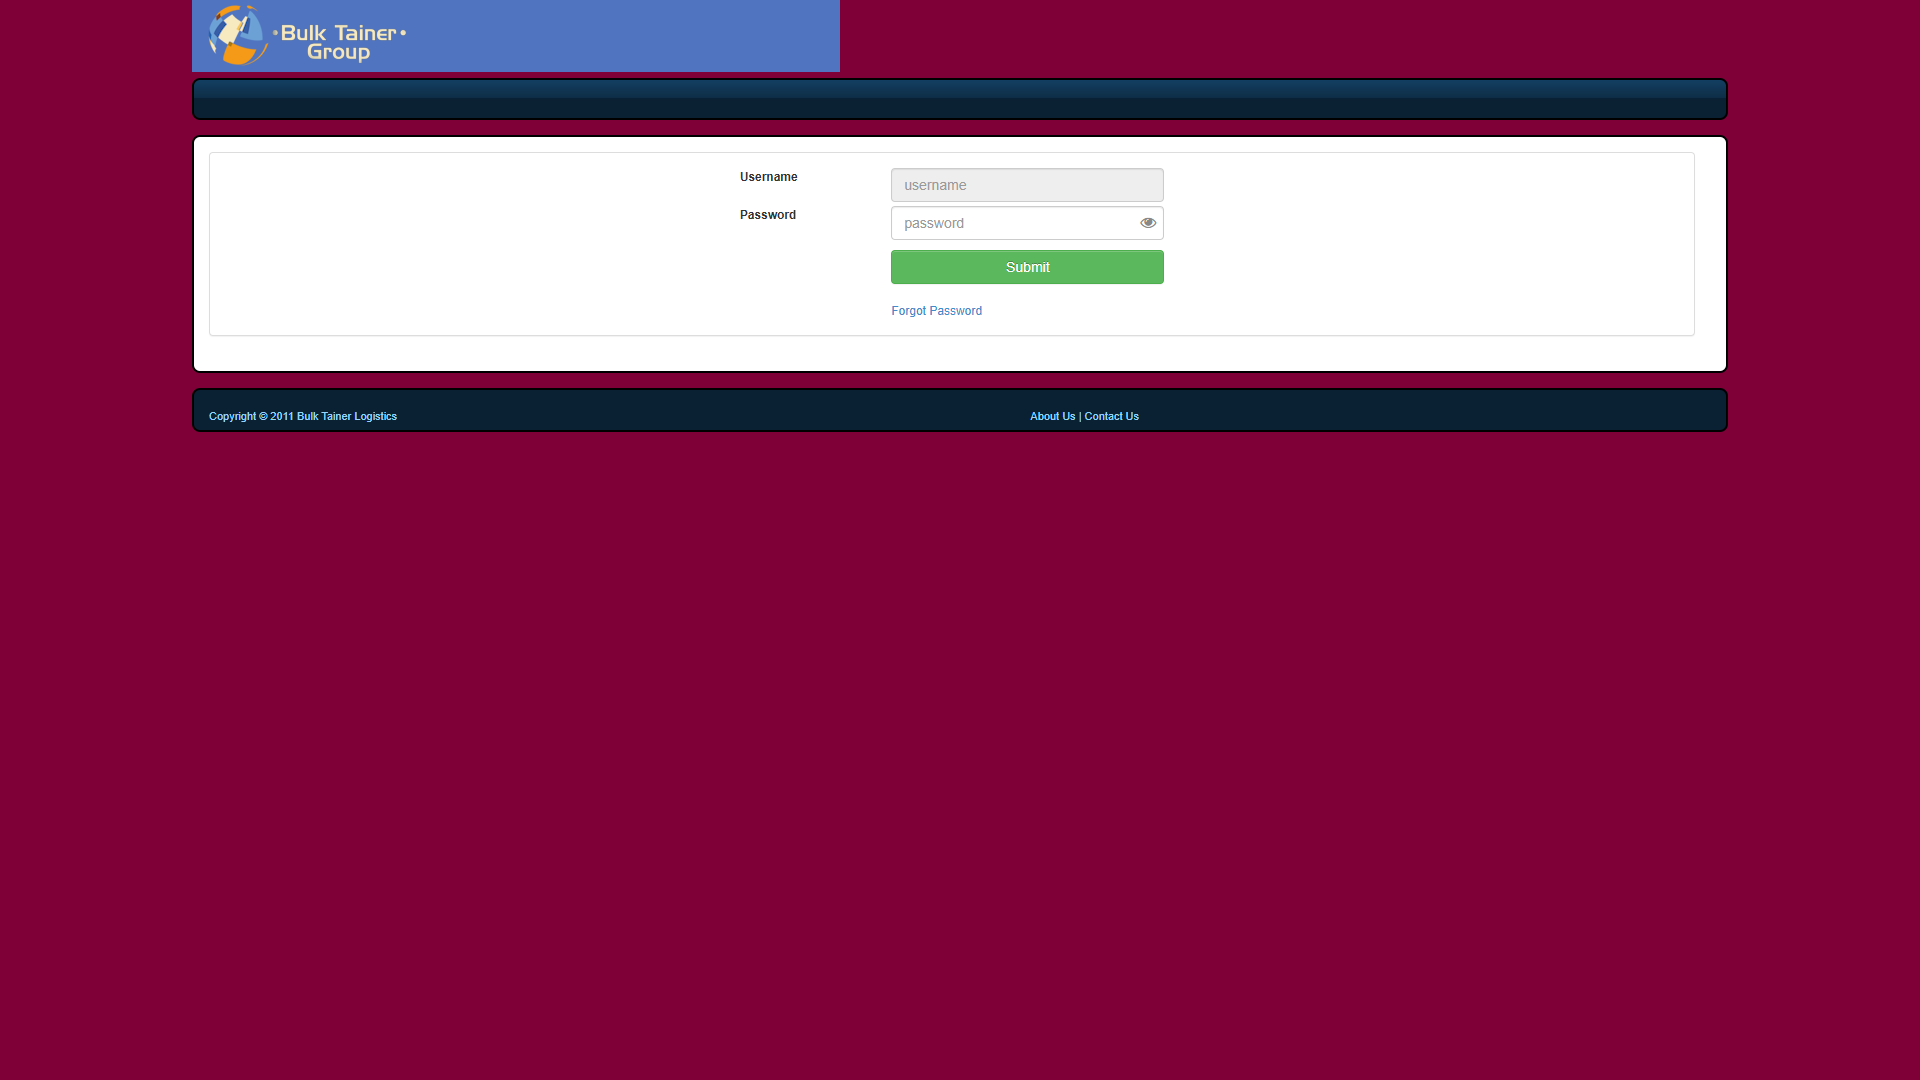 Bulk Tainer
Group
Username
username
Password
password
Submit
Forgot Password
Copyright © 2011 Bulk Tainer Logistics
About Us | Contact Us